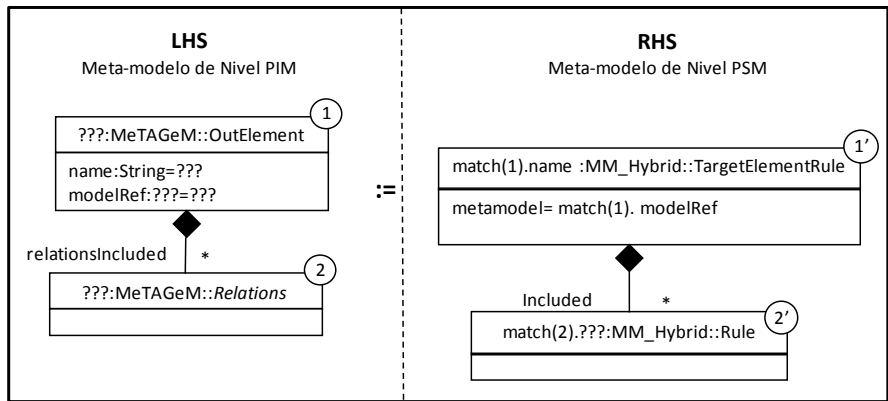 LHS
Meta-modelo de Nivel PIM
1
???:MeTAGeM::OutElement
name:String=???
modelRef:???=???
relationsIncluded
*
2
???:MeTAGeM::Relations
:=
RHS
Meta-modelo de Nivel PSM
1’
match(1).name :MM_Hybrid::TargetElementRule
metamodel= match(1). modelRef
Included
*
2’
match(2).???:MM_Hybrid::Rule